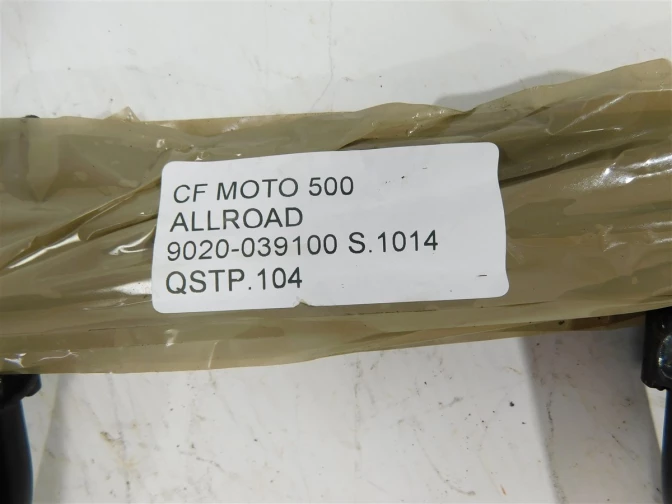 CF MOTO 500
ALLROAD
9020-039100 S.1014
QSTP.104